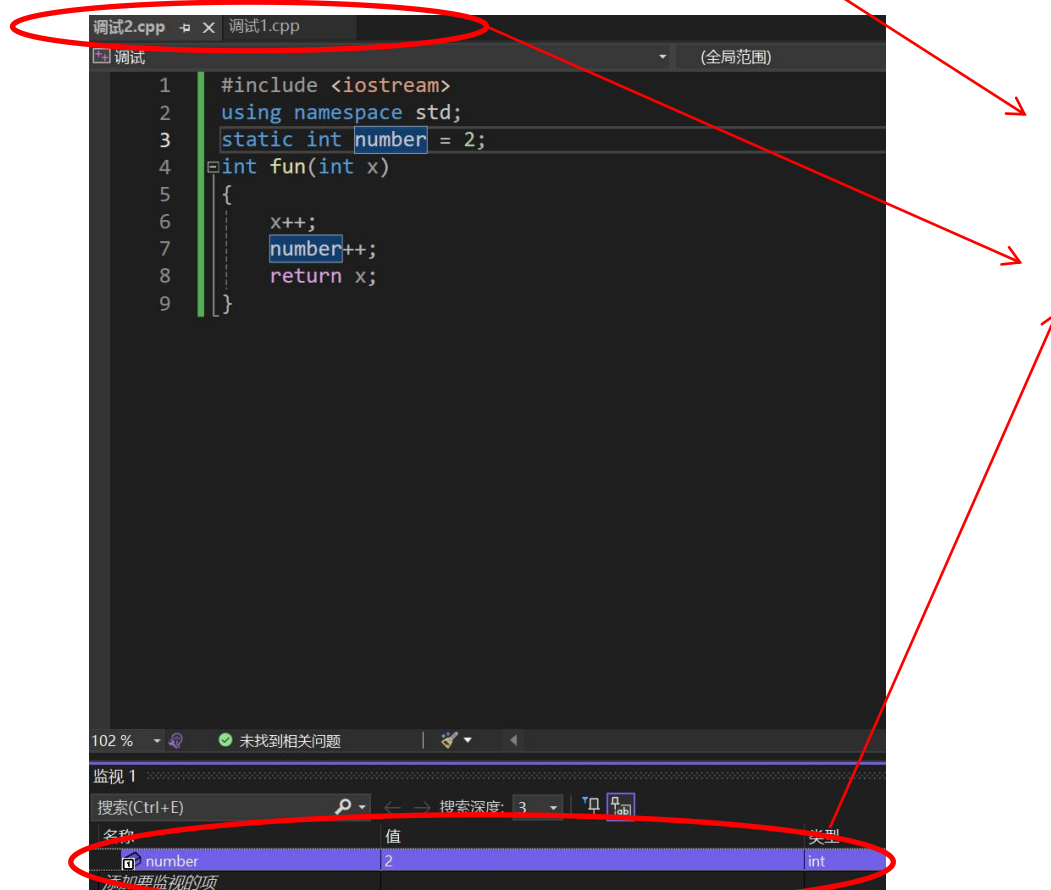 调试2.cpp 调试1.cpp
调试 (全局范围)
1 #include <iostream>
2 using namespace std;
3 static int number = 2;
4 int fun(int x)
5 {
6 x++;
7 number++;
8 return x;
9 }
102 % 未找到相关问题
监视 1
搜索(Ctrl+E) 搜索深度: 3
名称 值 类型
number 2 int
添加要监视的项